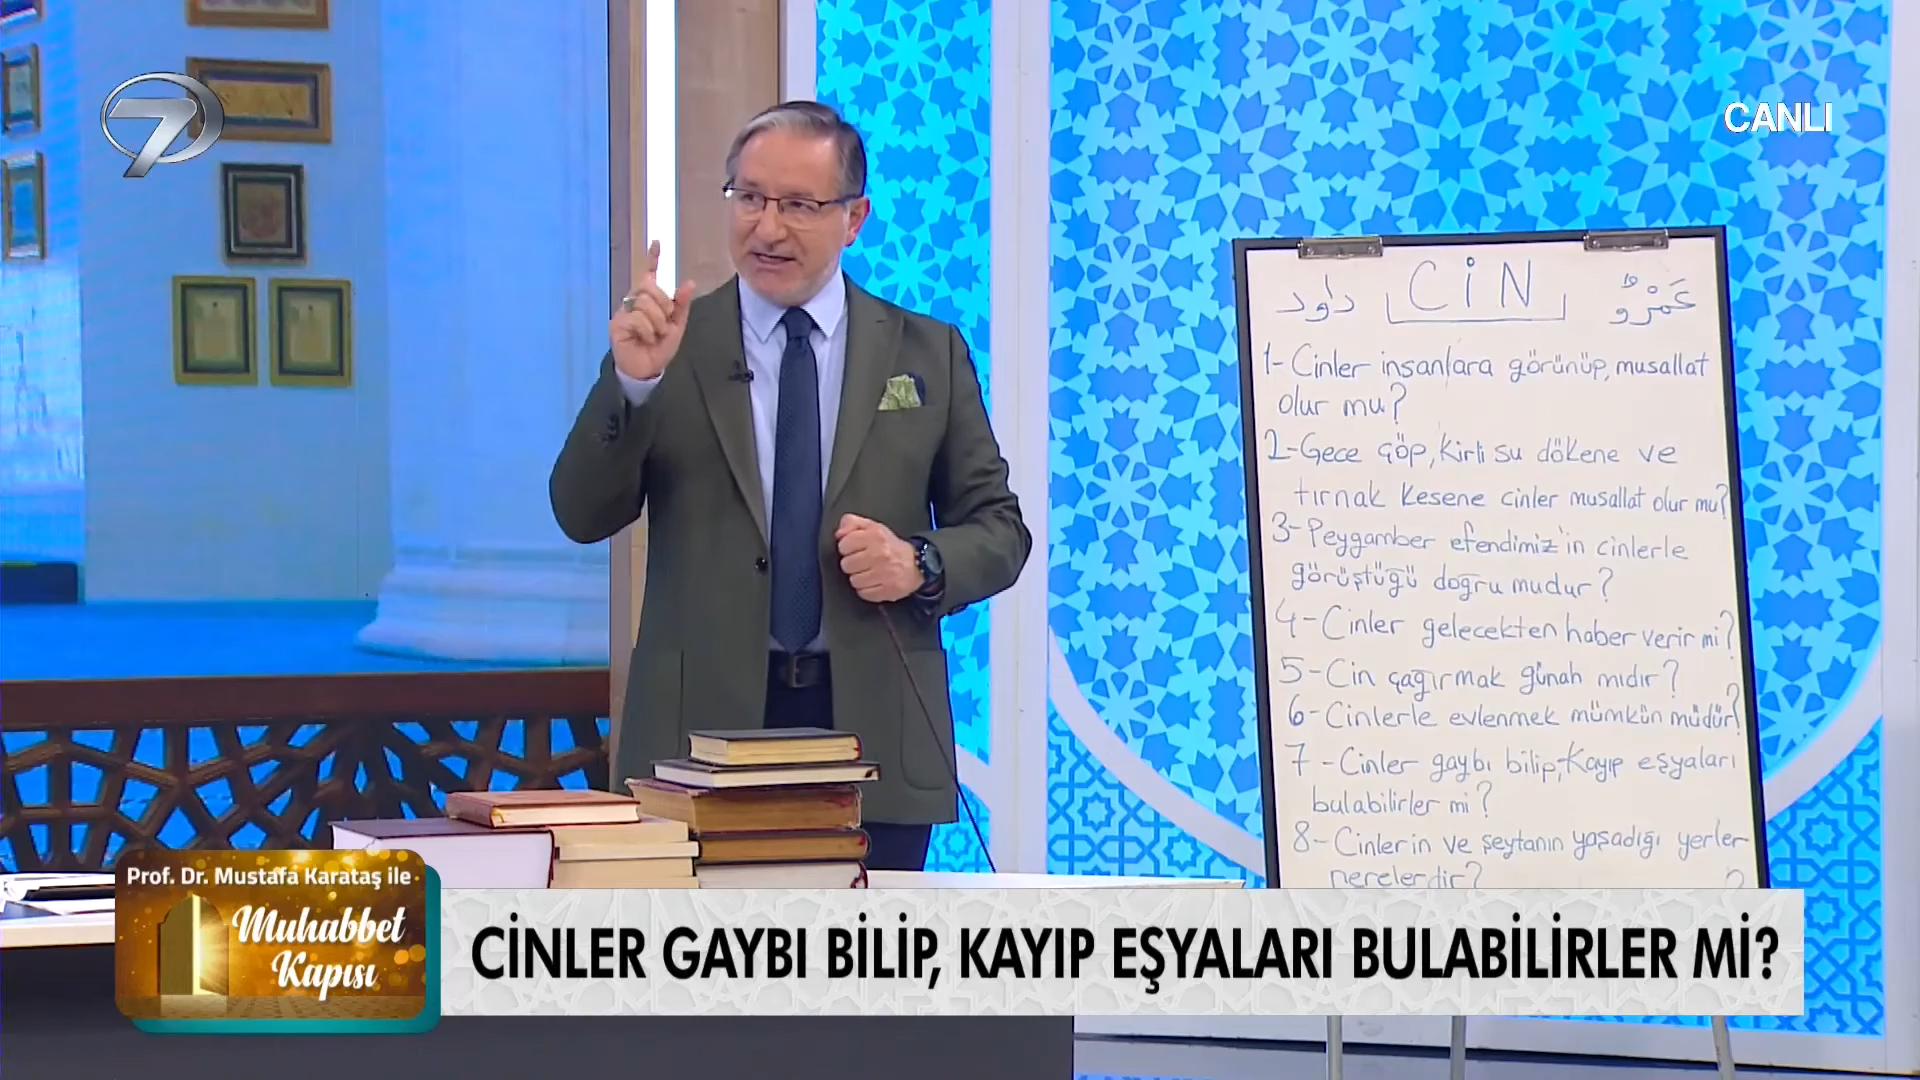 7
CANLI
داود CİN عَمْرٌو
1- Cinler insanlara görünüp, musallat
olur mu?
2- Gece çöp, kirli su dökene ve
tırnak kesene cinler musallat olur mu?
3- Peygamber efendimiz'in cinlerle
görüştüğü doğru mudur?
4- Cinler gelecekten haber verir mi?
5- Cin çağırmak günah mıdır?
6- Cinlerle evlenmek mümkün müdür?
7- Cinler gaybı bilip, kayıp eşyaları
bulabilirler mi?
8- Cinlerin ve şeytanın yaşadığı yerler
nerelerdir?
Prof. Dr. Mustafa Karataş ile
Muhabbet
Kapısı
CİNLER GAYBI BİLİP, KAYIP EŞYALARI BULABİLİRLER Mİ?